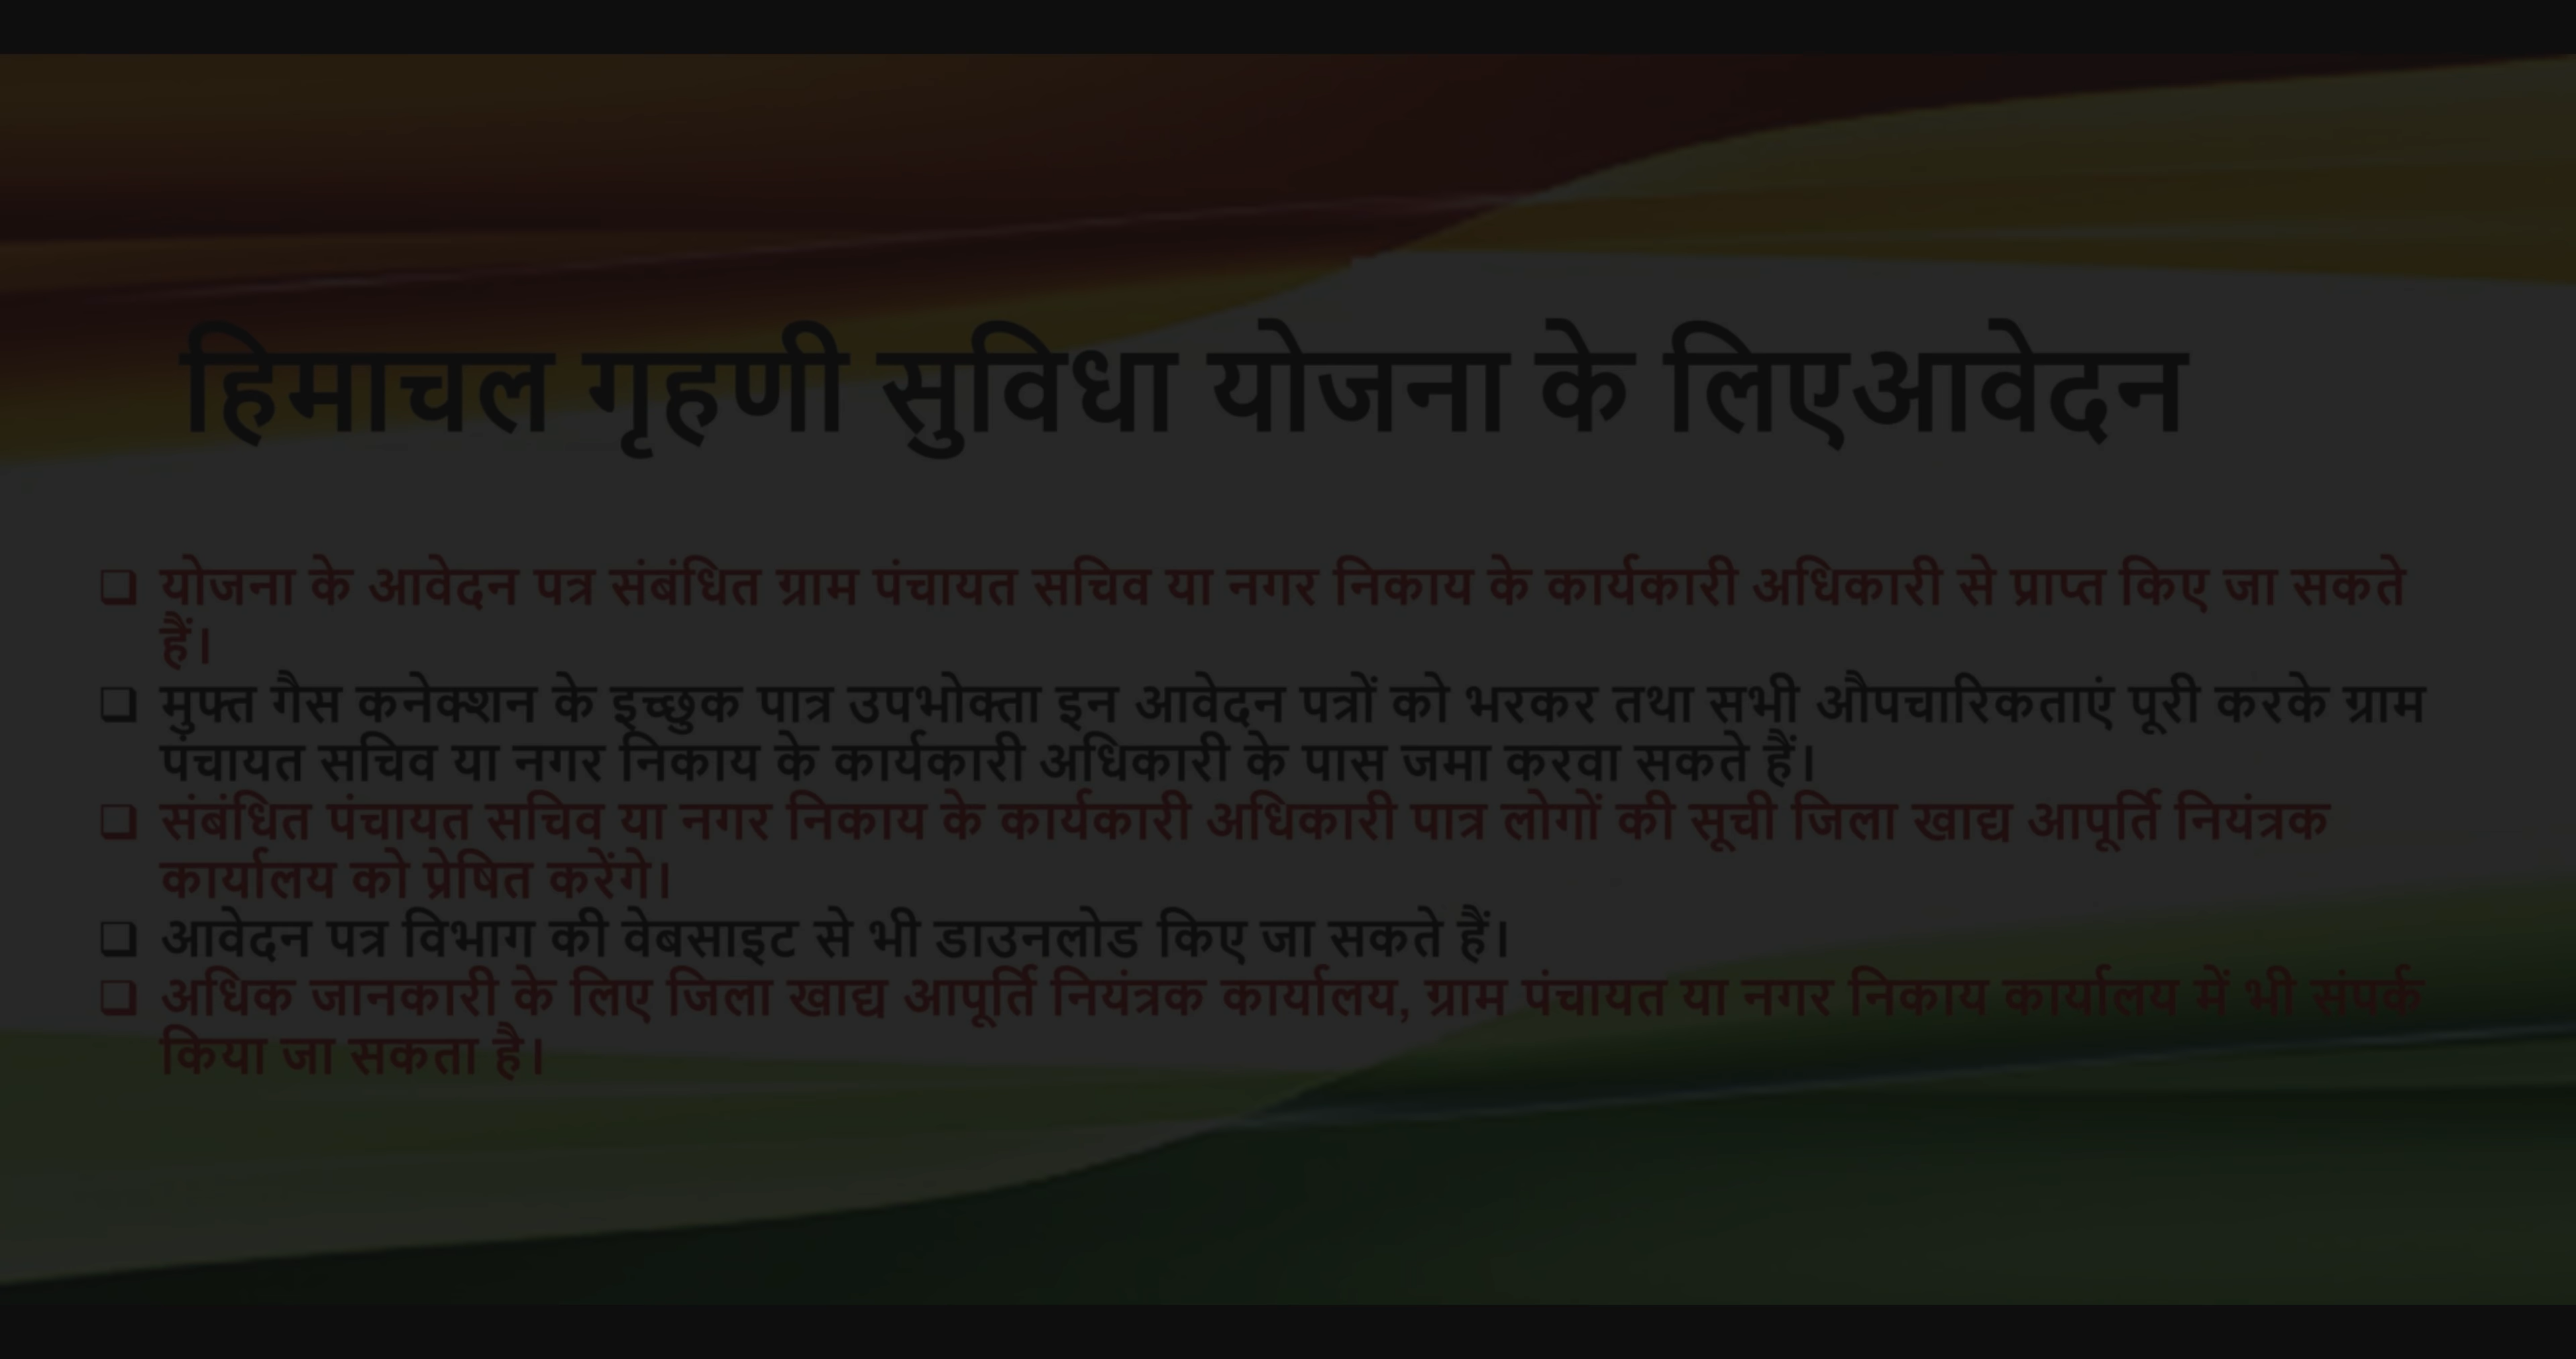 हिमाचल गृहणी सुविधा योजना के लिएआवेदन
❑ योजना के आवेदन पत्र संबंधित ग्राम पंचायत सचिव या नगर निकाय के कार्यकारी अधिकारी से प्राप्त किए जा सकते
हैं।
❑ मुफ्त गैस कनेक्शन के इच्छुक पात्र उपभोक्ता इन आवेदन पत्रों को भरकर तथा सभी औपचारिकताएं पूरी करके ग्राम
पंचायत सचिव या नगर निकाय के कार्यकारी अधिकारी के पास जमा करवा सकते हैं।
❑ संबंधित पंचायत सचिव या नगर निकाय के कार्यकारी अधिकारी पात्र लोगों की सूची जिला खाद्य आपूर्ति नियंत्रक
कार्यालय को प्रेषित करेंगे।
❑ आवेदन पत्र विभाग की वेबसाइट से भी डाउनलोड किए जा सकते हैं।
❑ अधिक जानकारी के लिए जिला खाद्य आपूर्ति नियंत्रक कार्यालय, ग्राम पंचायत या नगर निकाय कार्यालय में भी संपर्क
किया जा सकता है।